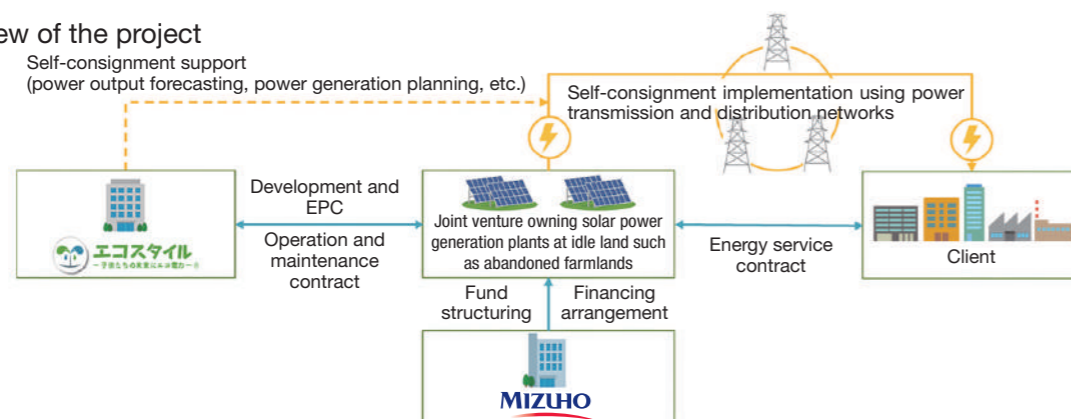 ew of the project
Self-consignment support
(power output forecasting, power generation planning, etc.)
Self-consignment implementation using power
transmission and distribution networks
Development and
EPC
Operation and
maintenance
contract
エコスタイル
Joint venture owning solar power
generation plants at idle land such
as abandoned farmlands
Energy service
contract
Client
Fund
structuring
Financing
arrangement
MIZUHO